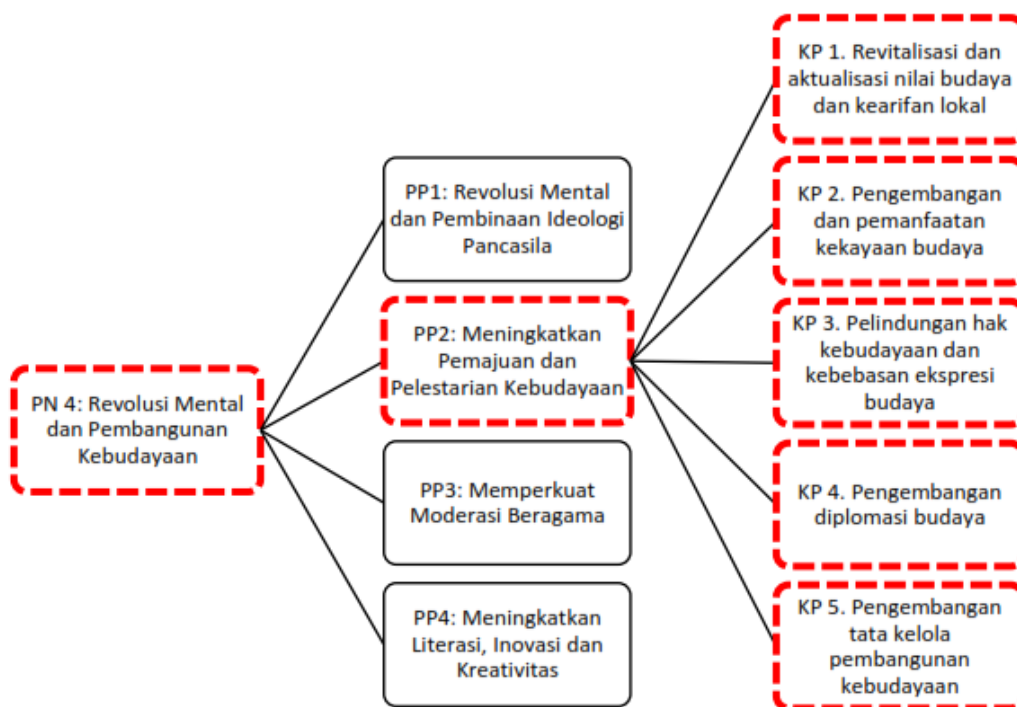 PN 4: Revolusi Mental
dan Pembangunan
Kebudayaan
PP1: Revolusi Mental
dan Pembinaan Ideologi
Pancasila
PP2: Meningkatkan
Pemajuan dan
Pelestarian Kebudayaan
PP3: Memperkuat
Moderasi Beragama
PP4: Meningkatkan
Literasi, Inovasi dan
Kreativitas
KP 1. Revitalisasi dan
aktualisasi nilai budaya
dan kearifan lokal
KP 2. Pengembangan
dan pemanfaatan
kekayaan budaya
KP 3. Pelindungan hak
kebudayaan dan
kebebasan ekspresi
budaya
KP 4. Pengembangan
diplomasi budaya
KP 5. Pengembangan
tata kelola
pembangunan
kebudayaan